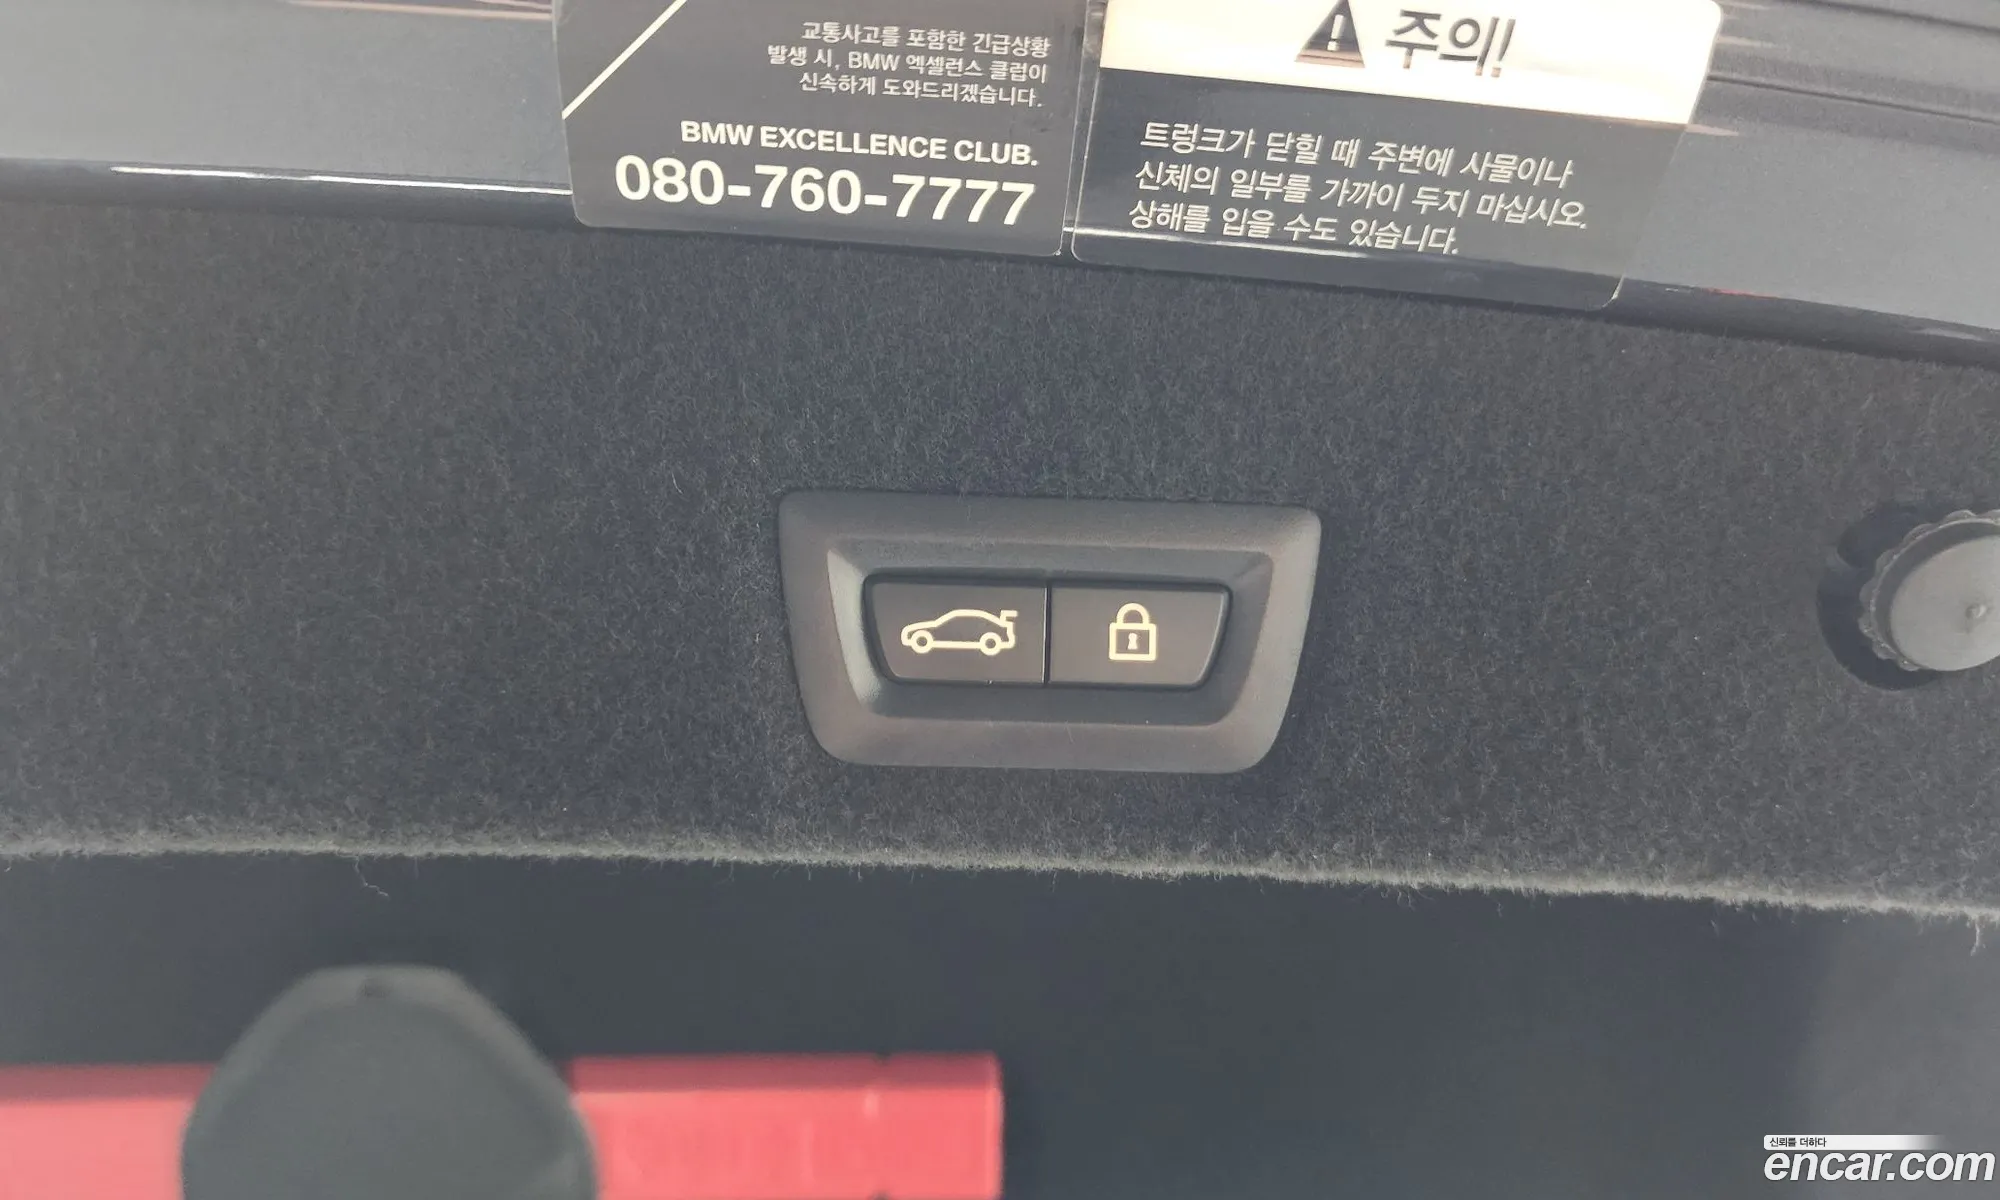 교통사고를 포함한 긴급상황
발생 시, BMW 엑셀런스 클럽이
신속하게 도와드리겠습니다.
BMW EXCELLENCE CLUB.
080-760-7777
주의!
트렁크가 닫힐 때 주변에 사물이나
신체의 일부를 가까이 두지 마십시오.
상해를 입을 수도 있습니다.
신뢰를 더하다
encar.com